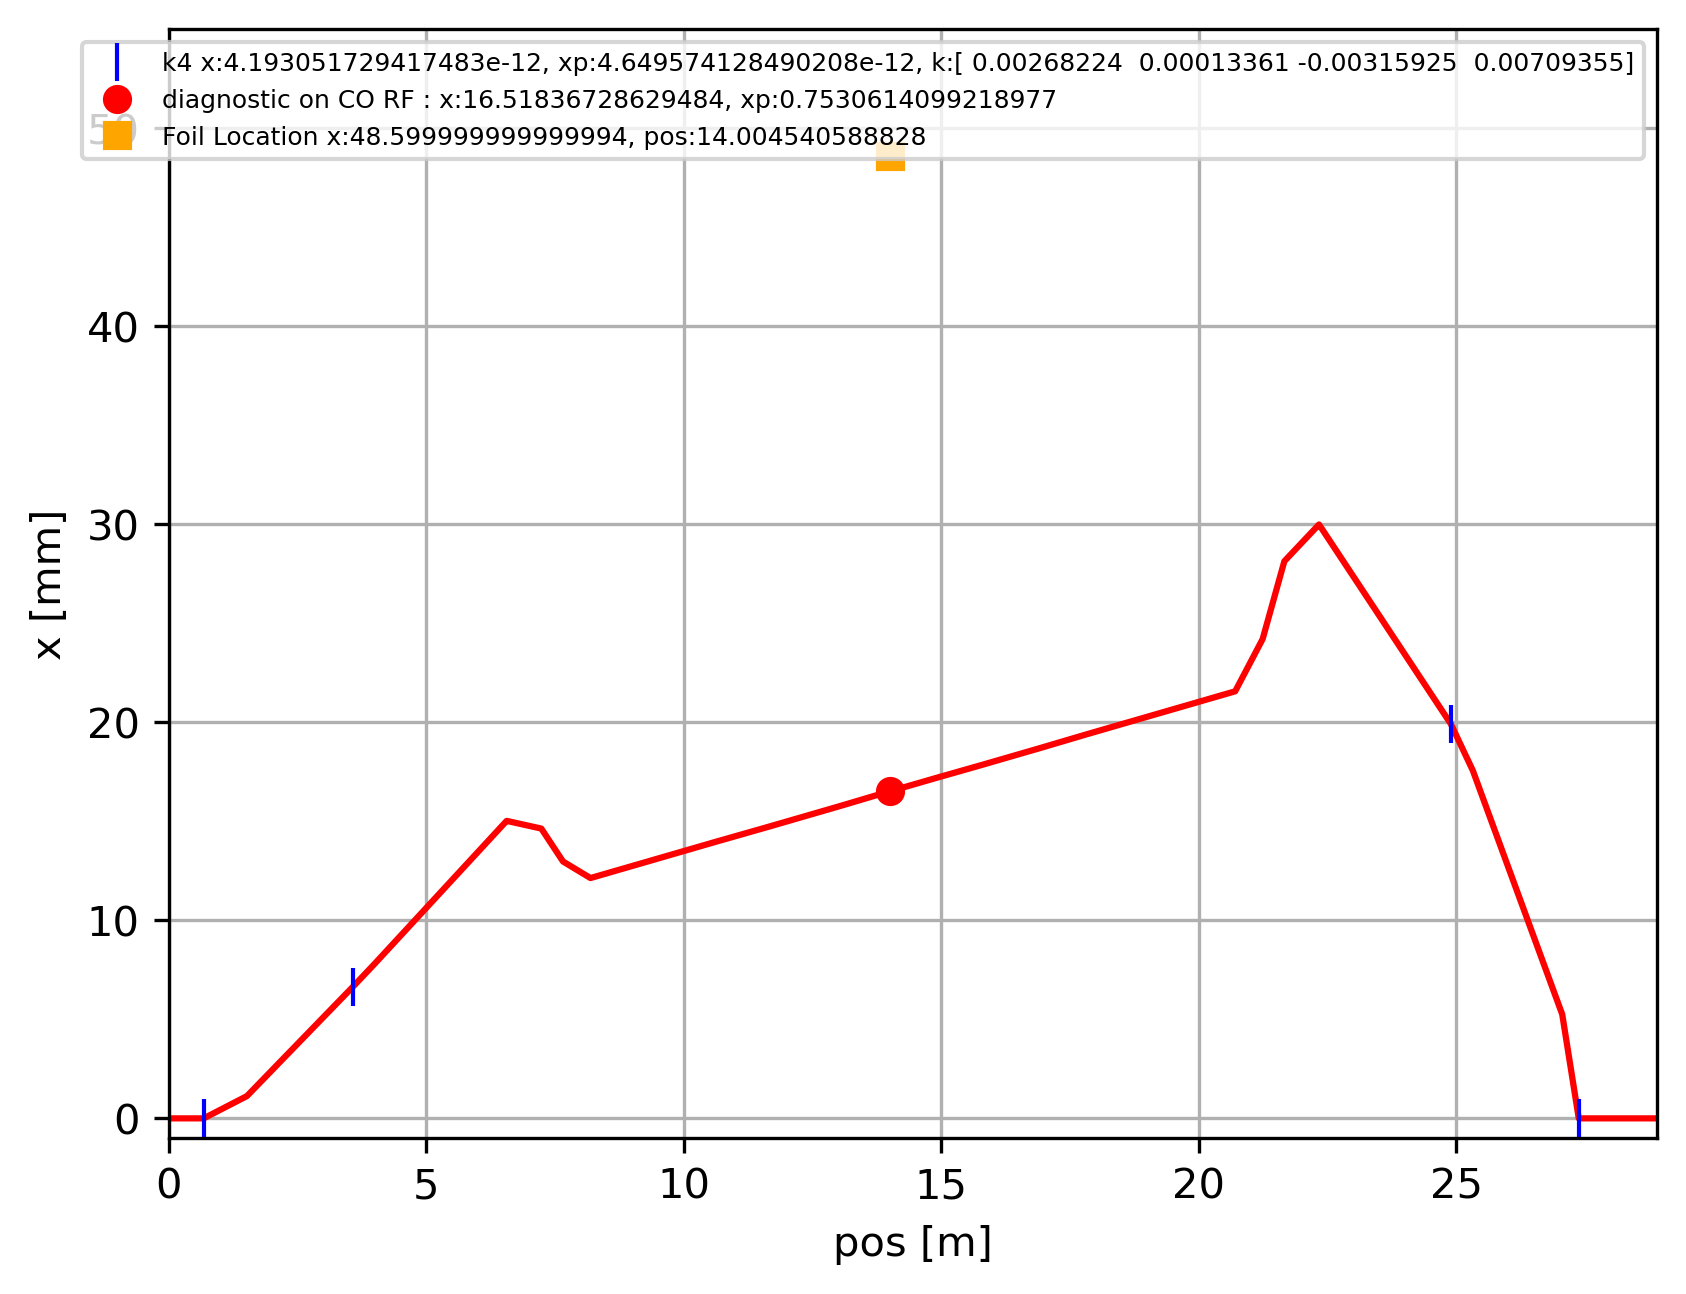 k4 x:4.193051729417483e-12, xp:4.649574128490208e-12, k:[ 0.00268224  0.00013361 -0.00315925  0.00709355]
diagnostic on CO RF : x:16.51836728629484, xp:0.7530614099218977
Foil Location x:48.599999999999994, pos:14.004540588828
50
40
30
20
10
0
x [mm]
0 5 10 15 20 25
pos [m]